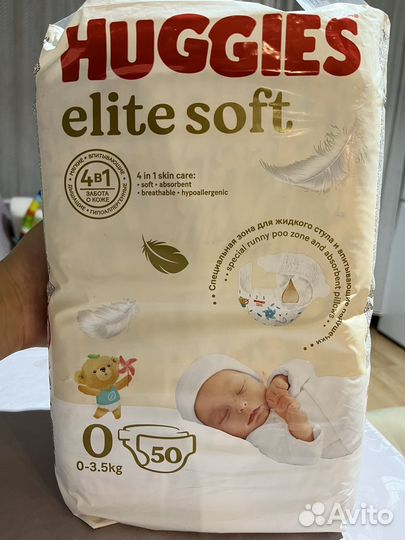 HUGGIES
elite soft
МЯГКИЕ • ВПИТЫВАЮЩИЕ
4в1
ЗАБОТА
О КОЖЕ
ДЫШАЩИЕ • ГИПОАЛЛЕРГЕННЫЕ
4 in 1 skin care:
• soft • absorbent
• breathable • hypoallergenic
• Специальная зона для жидкого стула и впитывающие подушечки
• special runny poo zone and absorbent pillows
0
0-3.5kg
50
Avito